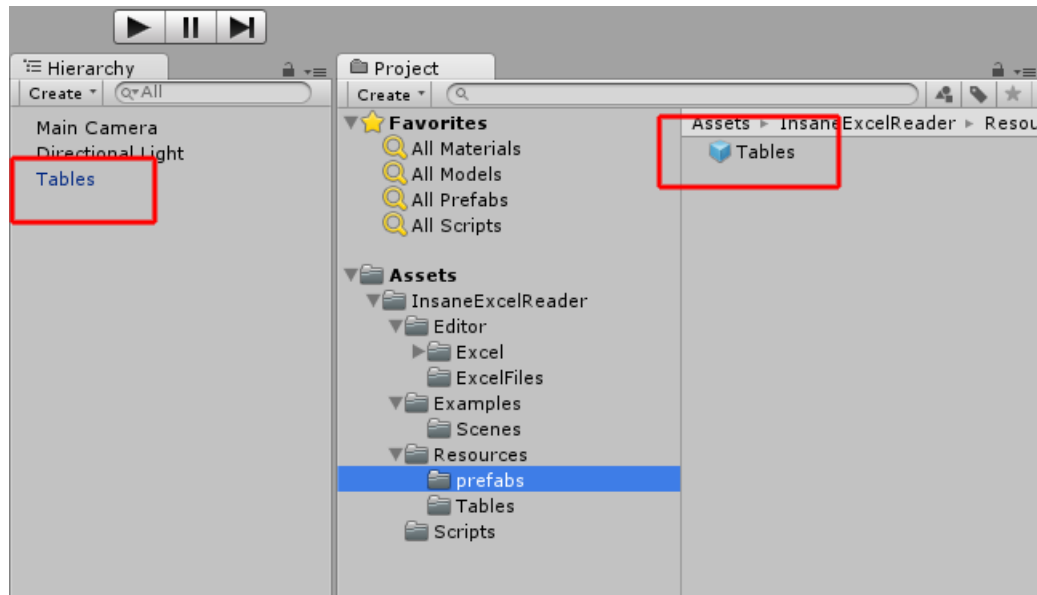 Hierarchy
Create
All
Main Camera
Directional Light
Tables
Project
Create
Favorites
All Materials
All Models
All Prefabs
All Scripts
Assets
InsaneExcelReader
Editor
Excel
ExcelFiles
Examples
Scenes
Resources
prefabs
Tables
Scripts
Assets InsaneExcelReader Resou
Tables